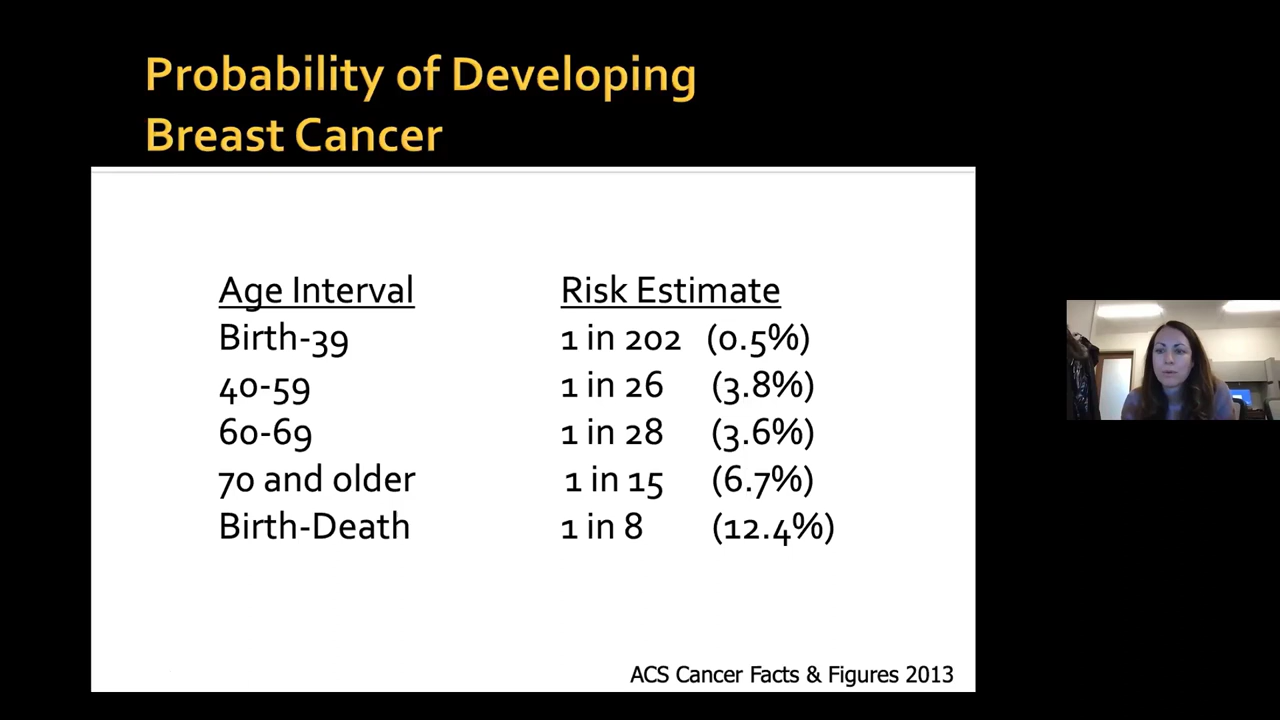 Probability of Developing
Breast Cancer
Age Interval Risk Estimate
Birth-39 1 in 202 (0.5%)
40-59 1 in 26 (3.8%)
60-69 1 in 28 (3.6%)
70 and older 1 in 15 (6.7%)
Birth-Death 1 in 8 (12.4%)
ACS Cancer Facts & Figures 2013